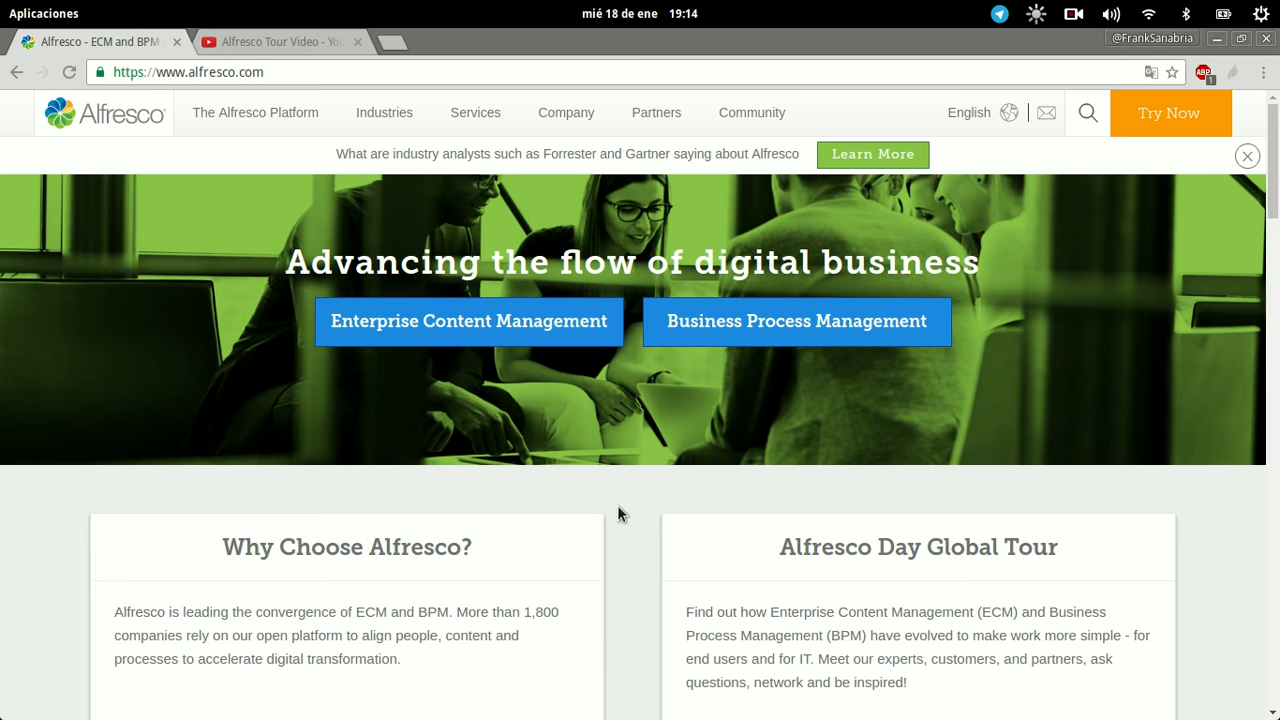 Aplicaciones
mié 18 de ene 19:14
Alfresco - ECM and BPM
Alfresco Tour Video - You
@FrankSanabria
https://www.alfresco.com
ABP
1
Alfresco
The Alfresco Platform
Industries
Services
Company
Partners
Community
English
Try Now
What are industry analysts such as Forrester and Gartner saying about Alfresco
Learn More
Advancing the flow of digital business
Enterprise Content Management
Business Process Management
Why Choose Alfresco?
Alfresco is leading the convergence of ECM and BPM. More than 1,800
companies rely on our open platform to align people, content and
processes to accelerate digital transformation.
Alfresco Day Global Tour
Find out how Enterprise Content Management (ECM) and Business
Process Management (BPM) have evolved to make work more simple - for
end users and for IT. Meet our experts, customers, and partners, ask
questions, network and be inspired!